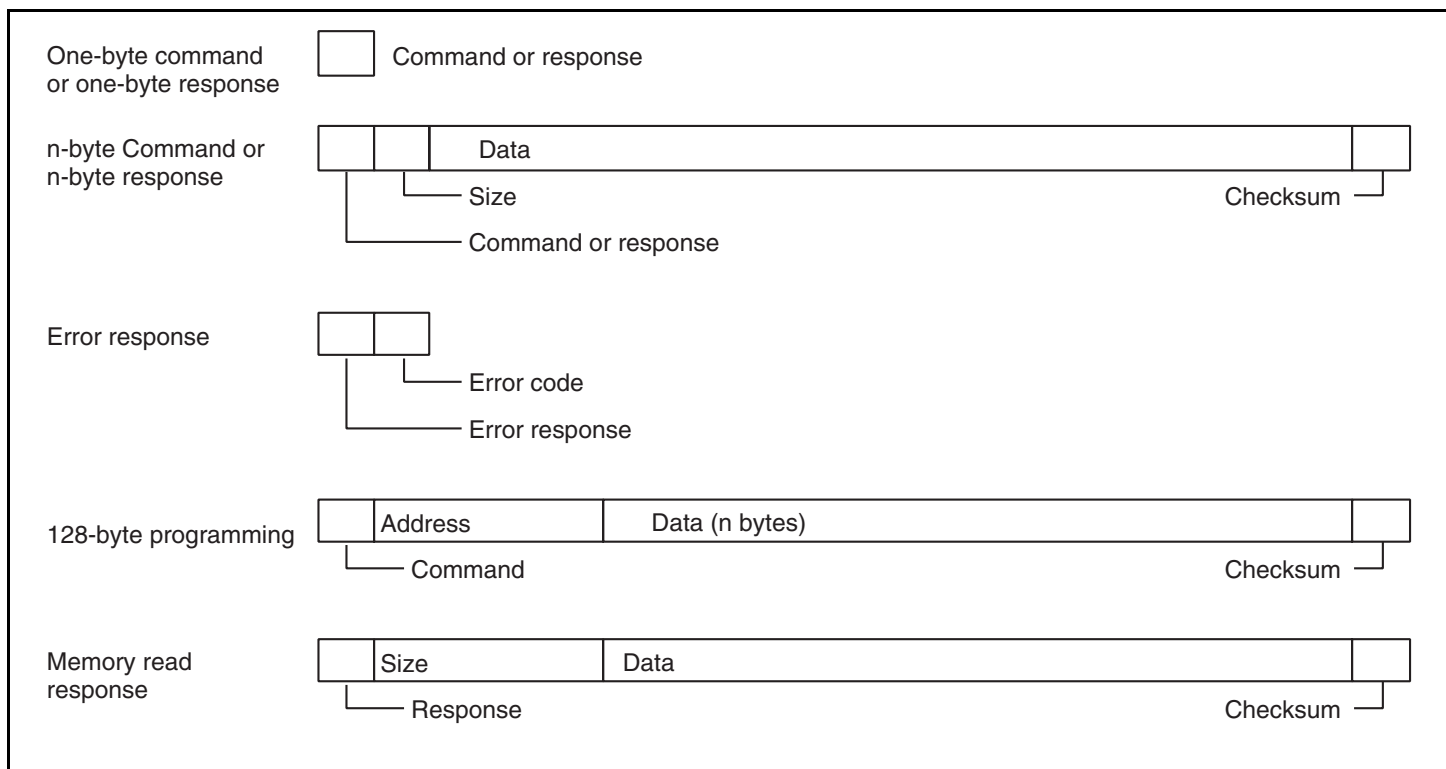 One-byte command
or one-byte response
Command or response
n-byte Command or
n-byte response
Data
Size
Checksum
Command or response
Error response
Error code
Error response
128-byte programming
Address
Data (n bytes)
Command
Checksum
Memory read
response
Size
Data
Response
Checksum